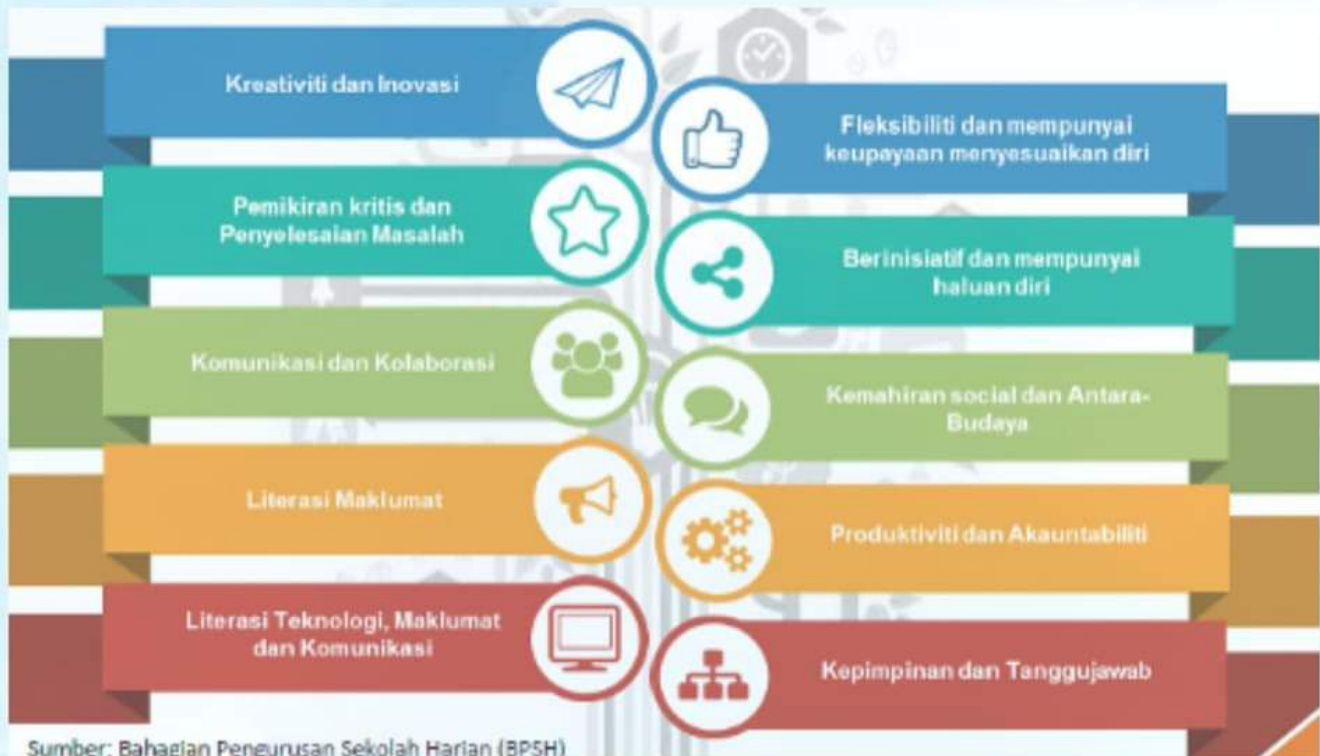 Kreativiti dan Inovasi
Pemikiran kritis dan
Penyelesaian Masalah
Komunikasi dan Kolaborasi
Literasi Maklumat
Literasi Teknologi, Maklumat
dan Komunikasi
Fleksibiliti dan mempunyai
keupayaan menyesuaikan diri
Berinisiatif dan mempunyai
haluan diri
Kemahiran social dan Antara-
Budaya
Produktiviti dan Akauntabiliti
Kepimpinan dan Tanggujawab
Sumber: Bahagian Pengurusan Sekolah Harian (BPSH)